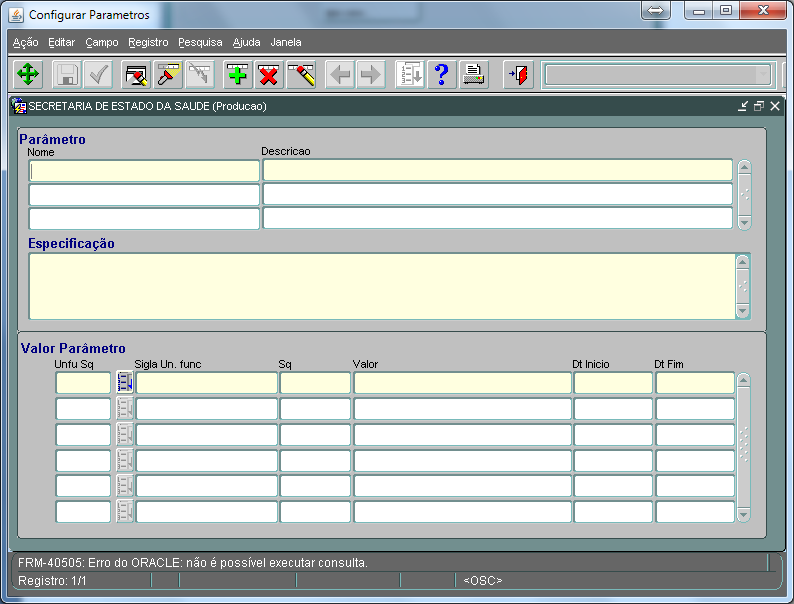 Configurar Parametros
Ação Editar Campo Registro Pesquisa Ajuda Janela
SECRETARIA DE ESTADO DA SAUDE (Producao)
Parâmetro
Nome Descricao
Especificação
Valor Parâmetro
Unfu Sq Sigla Un. func Sq Valor Dt Inicio Dt Fim
FRM-40505: Erro do ORACLE: não é possível executar consulta.
Registro: 1/1 <OSC>